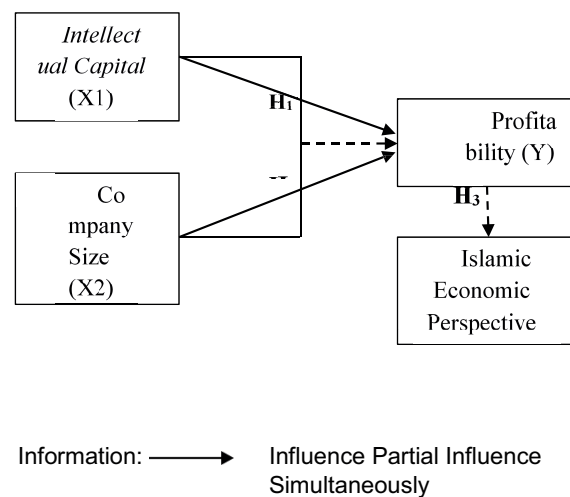 Intellect
ual Capital
(X1)
H1
Profita
bility (Y)
Co
mpany
Size
(X2)
H3
Islamic
Economic
Perspective
Information:
Influence Partial Influence
Simultaneously